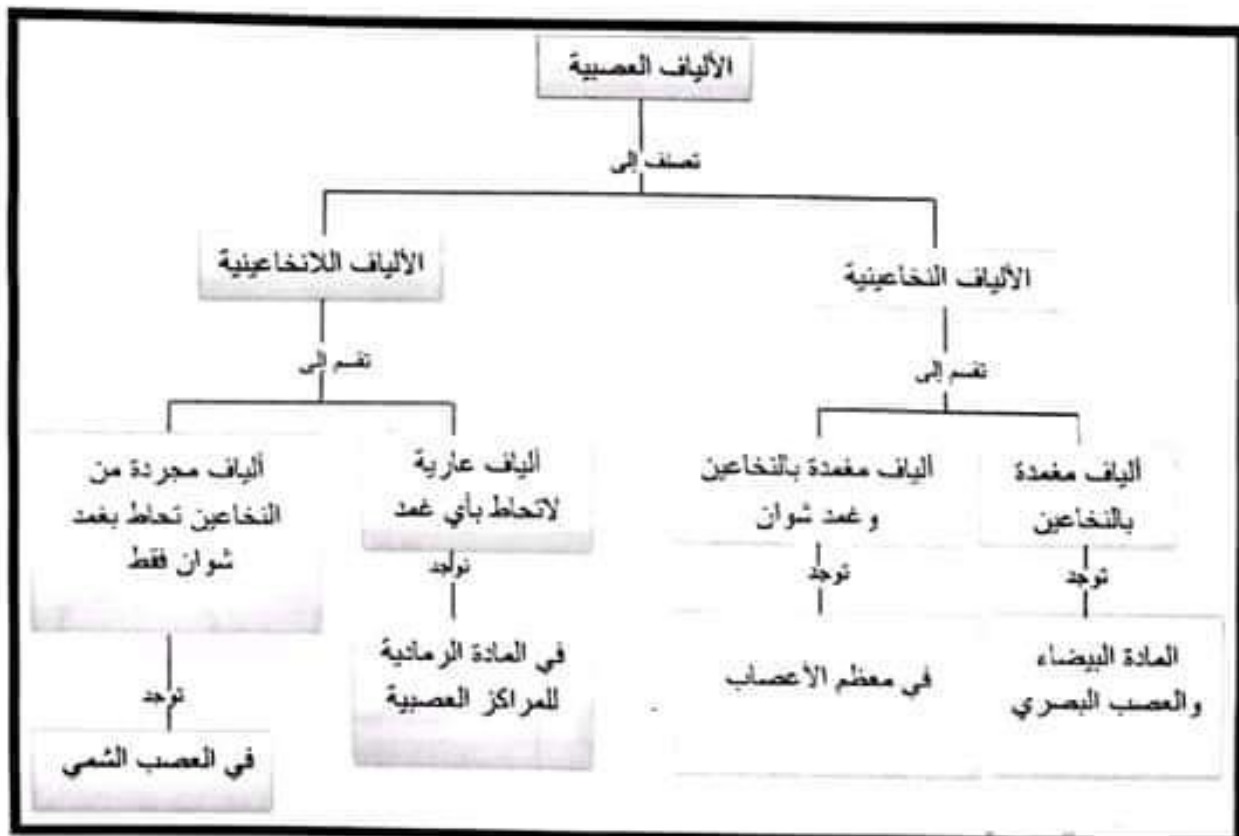 الألياف العصبية
تصنف إلى
الألياف النخاعينية
الألياف اللانخاعينية
تقسم إلى
تقسم إلى
ألياف مغمدة
بالنخاعين
ألياف مغمدة بالنخاعين
وغمد شوان
ألياف عارية
لاتحاط بأي غمد
ألياف مجردة من
النخاعين تحاط بغمد
شوان فقط
توجد
توجد
توجد
توجد
المادة البيضاء
والعصب البصري
في معظم الأعصاب
في المادة الرمادية
للمراكز العصبية
في العصب الشمي